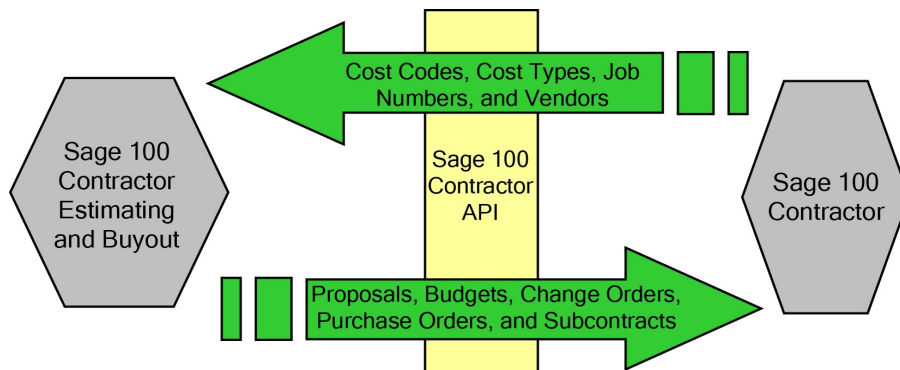 Cost Codes, Cost Types, Job
Numbers, and Vendors
Sage 100
Contractor
Estimating
and Buyout
Sage 100
Contractor
API
Sage 100
Contractor
Proposals, Budgets, Change Orders,
Purchase Orders, and Subcontracts